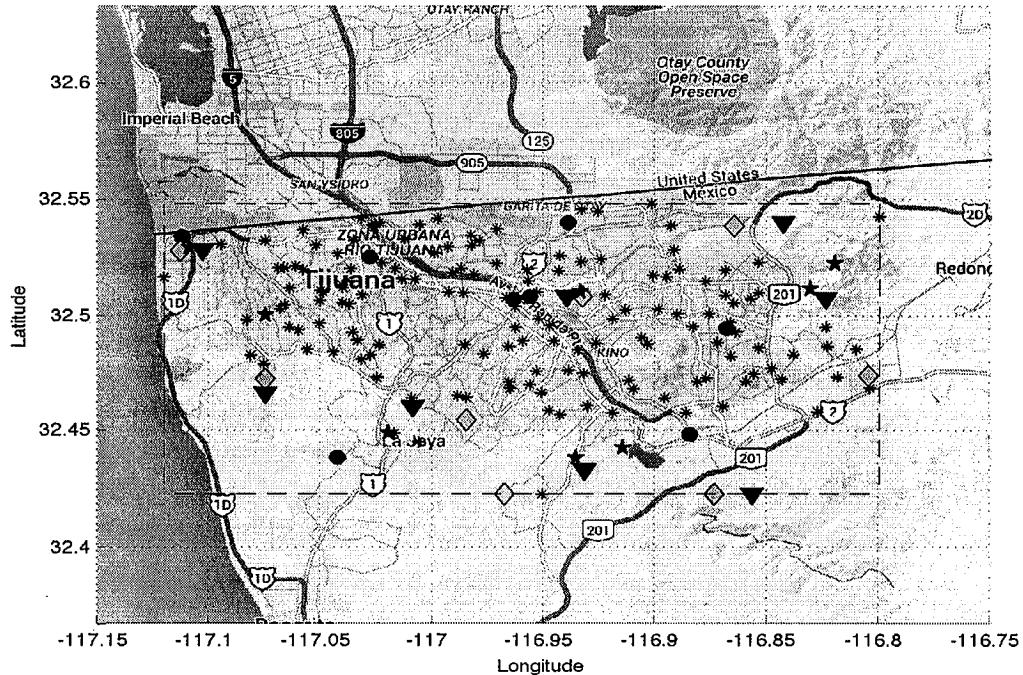 OTAY RANCH
5
32.6
Otay County
Open Space
Preserve
Imperial Beach
805
125
905
SAN YSIDRO
United States
Mexico
32.55
GARITA DE OTAY
2D
ZONA URBANA
RIO TIJUANA
2
Tijuana
Redond
1D
201
32.5
1
KINO
Latitude
La Joya
2
32.45
201
1
1D
201
32.4
1D
-117.15
-117.1
-117.05
-117
-116.95
-116.9
-116.85
-116.8
-116.75
Longitude